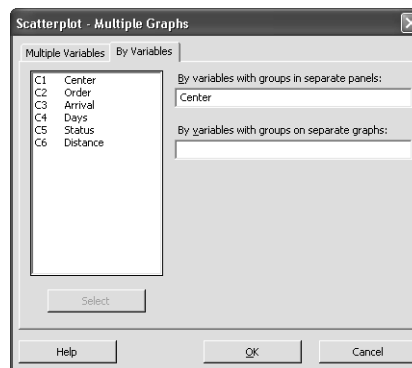 Scatterplot - Multiple Graphs
Multiple Variables By Variables
C1 Center
C2 Order
C3 Arrival
C4 Days
C5 Status
C6 Distance
By variables with groups in separate panels:
Center
By variables with groups on separate graphs:
Select
Help OK Cancel